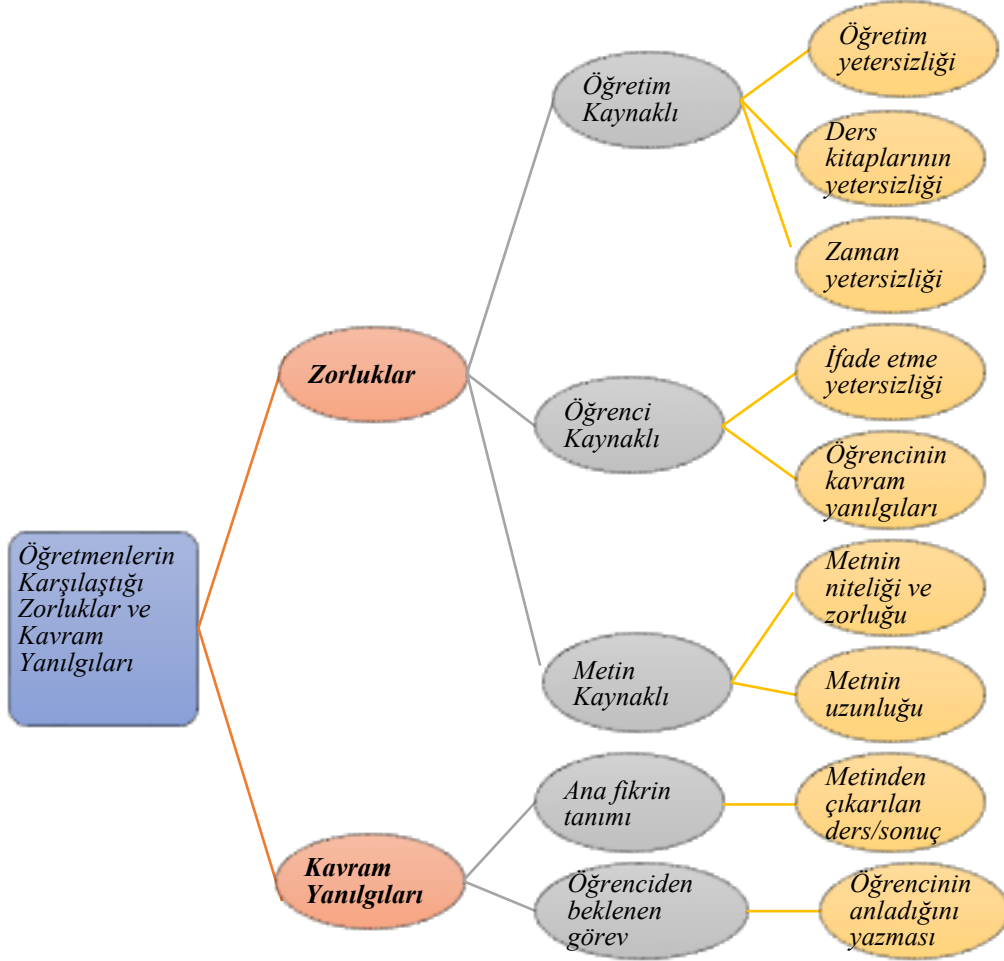 Öğretmenlerin
Karşılaştığı
Zorluklar ve
Kavram
Yanılgıları
Zorluklar
Öğretim
Kaynaklı
Öğretim
yetersizliği
Ders
kitaplarının
yetersizliği
Zaman
yetersizliği
Öğrenci
Kaynaklı
İfade etme
yetersizliği
Öğrencinin
kavram
yanılgıları
Metin
Kaynaklı
Metnin
niteliği ve
zorluğu
Metnin
uzunluğu
Kavram
Yanılgıları
Ana fikrin
tanımı
Metinden
çıkarılan
ders/sonuç
Öğrenciden
beklenen
görev
Öğrencinin
anladığını
yazması